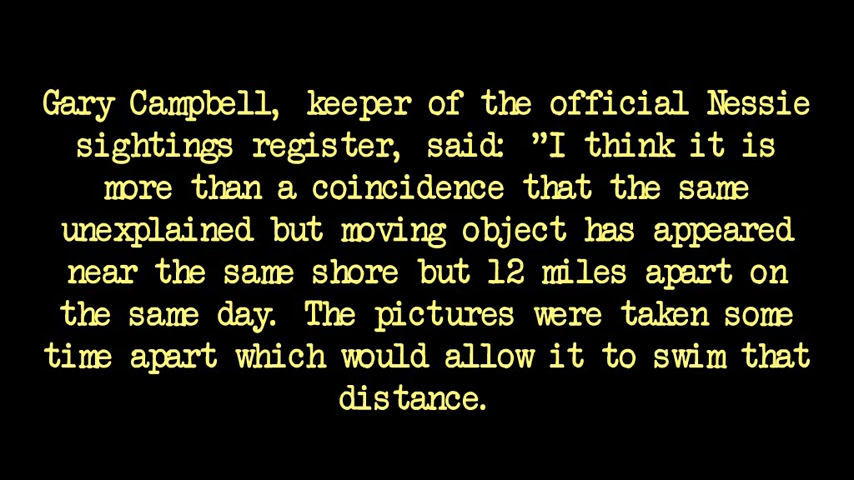 Gary Campbell, keeper of the official Nessie
sightings register, said: "I think it is
more than a coincidence that the same
unexplained but moving object has appeared
near the same shore but 12 miles apart on
the same day. The pictures were taken some
time apart which would allow it to swim that
distance.